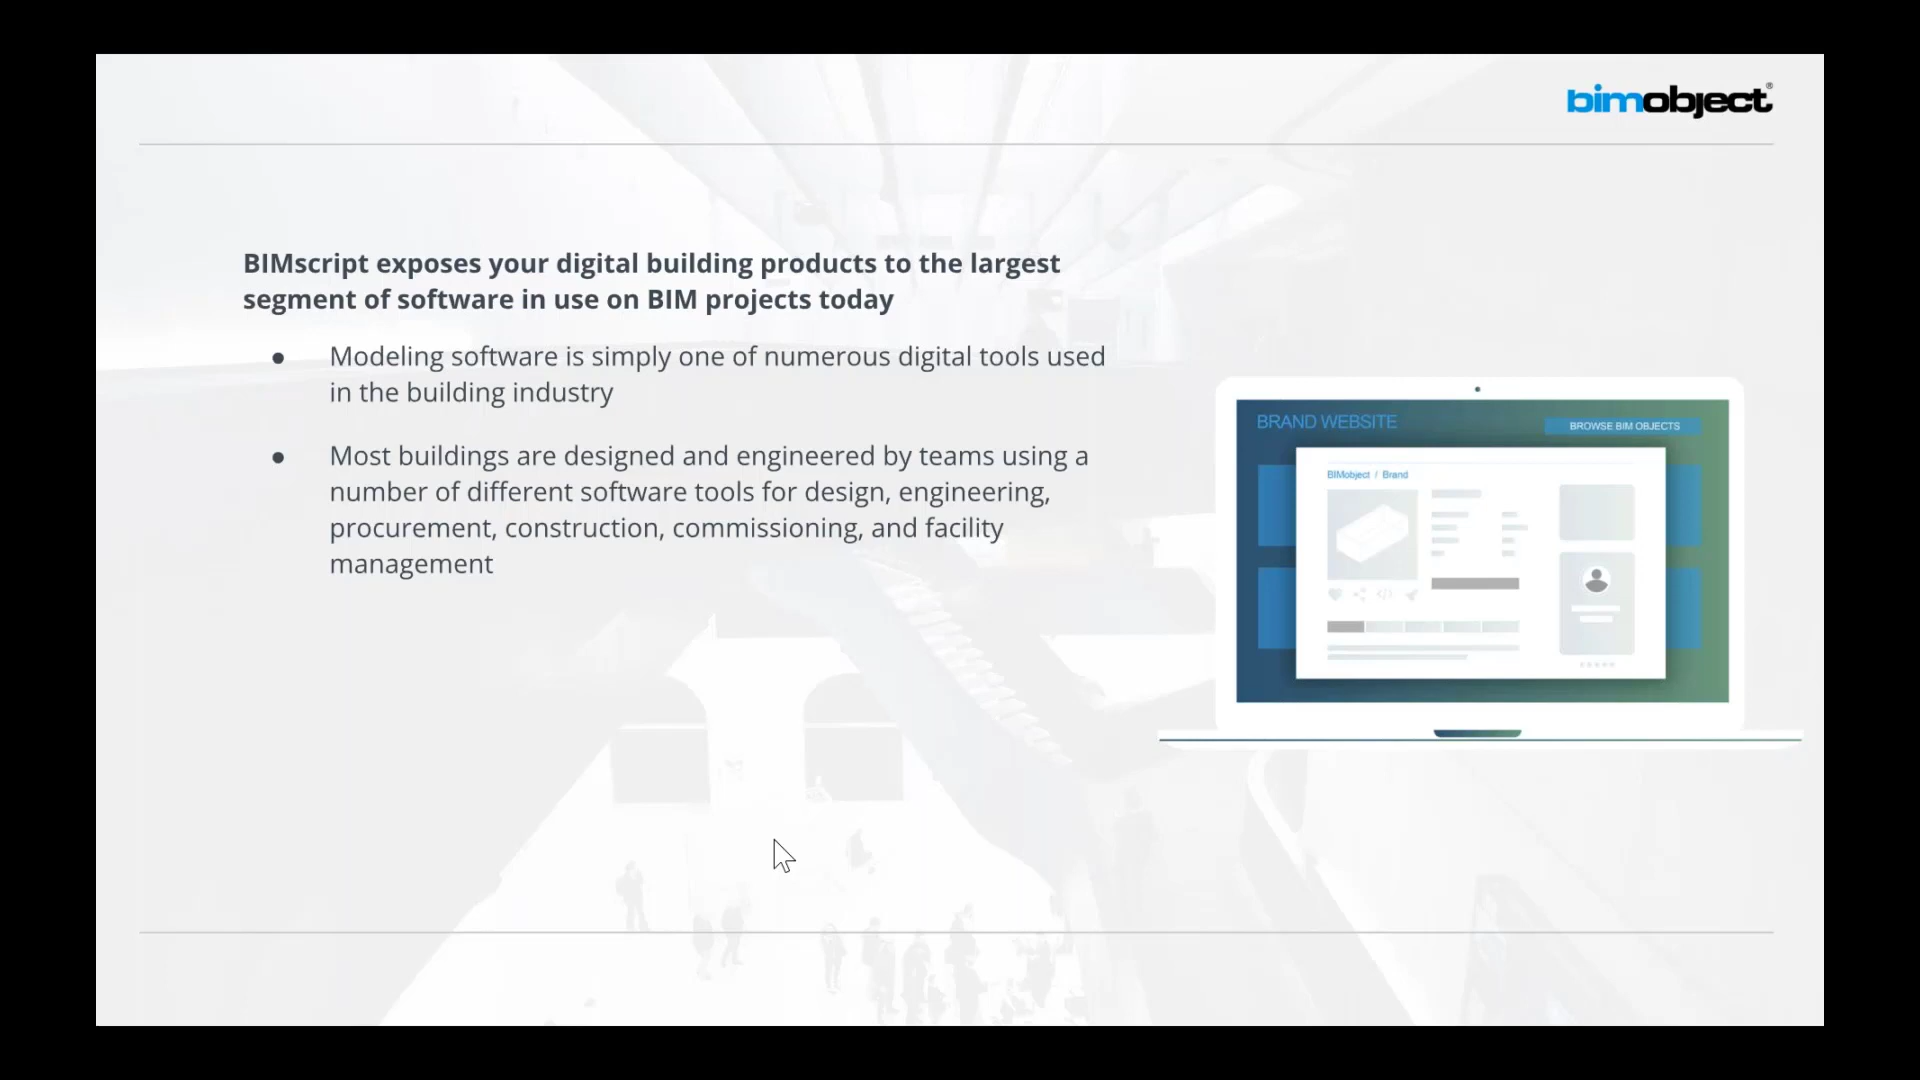 bimobject®
BIMscript exposes your digital building products to the largest
segment of software in use on BIM projects today
● Modeling software is simply one of numerous digital tools used
in the building industry
● Most buildings are designed and engineered by teams using a
number of different software tools for design, engineering,
procurement, construction, commissioning, and facility
management
BRAND WEBSITE
BROWSE BIM OBJECTS
BIMobject / Brand